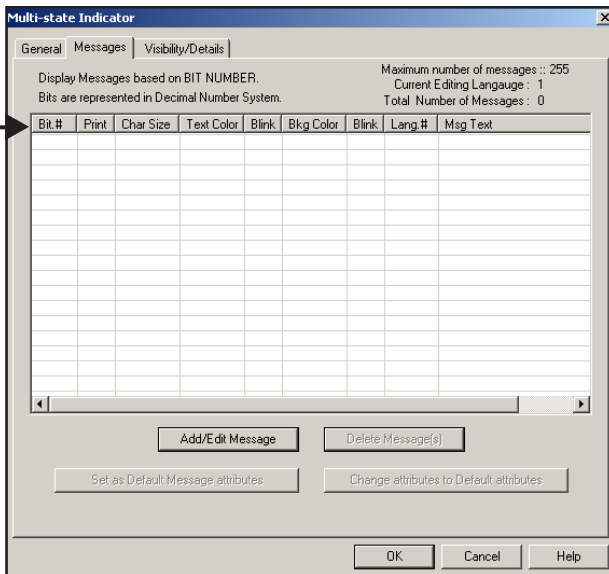 Multi-state Indicator
General Messages Visibility/Details
Display Messages based on BIT NUMBER.
Bits are represented in Decimal Number System.
Maximum number of messages :: 255
Current Editing Langauge : 1
Total Number of Messages : 0
Bit.# Print Char Size Text Color Blink Bkg Color Blink Lang.# Msg Text
Add/Edit Message Delete Message(s)
Set as Default Message attributes Change attributes to Default attributes
OK Cancel Help